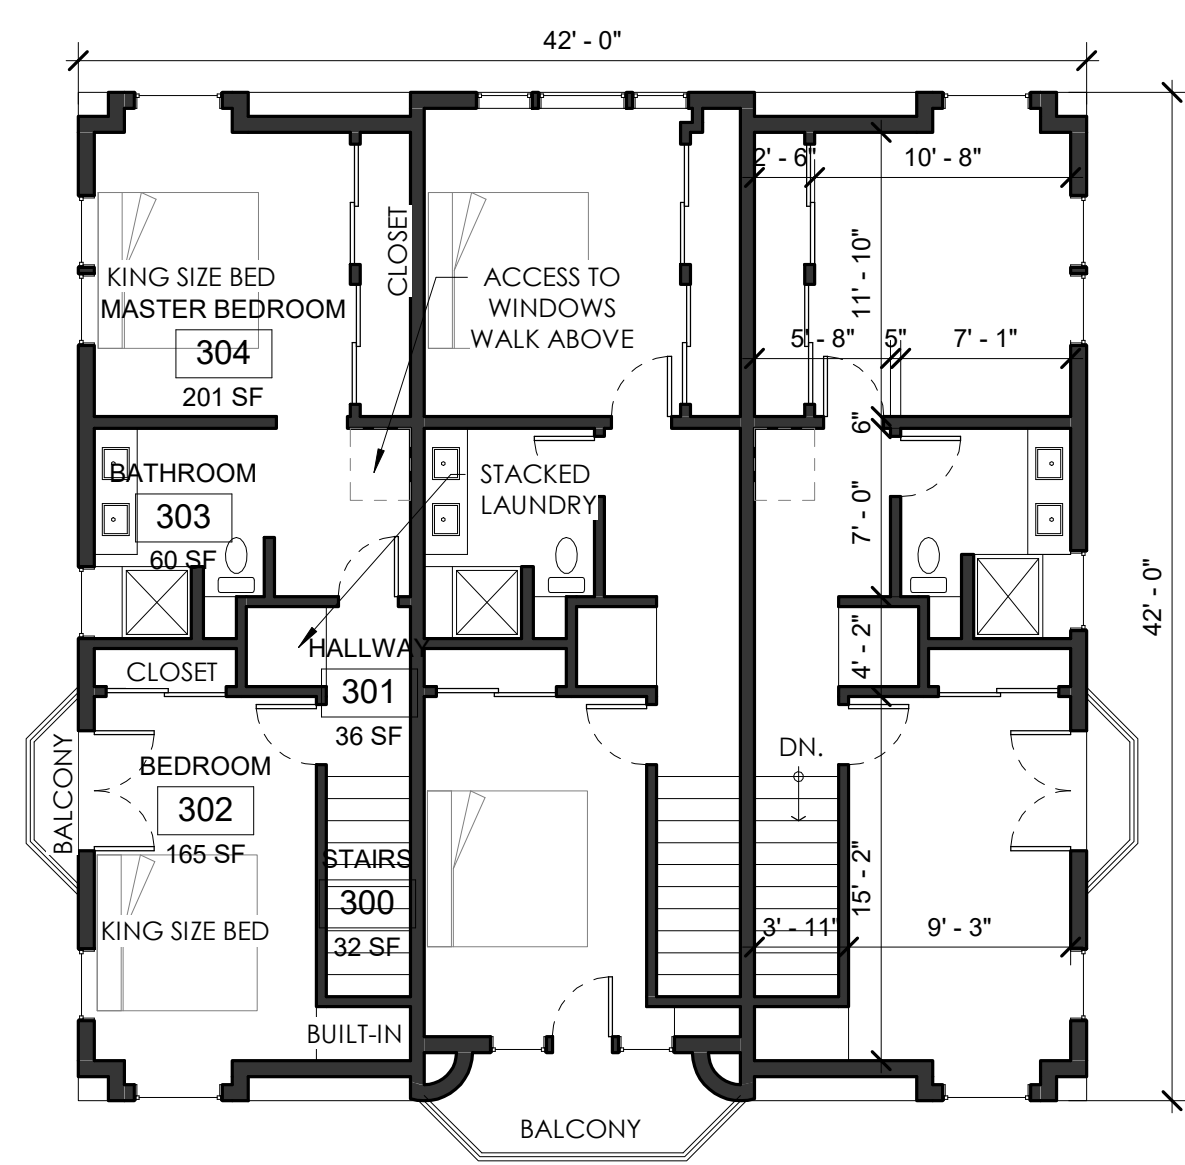 42' - 0"
2' - 6"
10' - 8"
CLOSET
11' - 10"
KING SIZE BED
MASTER BEDROOM
304
201 SF
ACCESS TO
WINDOWS
WALK ABOVE
5' - 8"
5"
7' - 1"
6"
BATHROOM
303
60 SF
STACKED
LAUNDRY
7' - 0"
42' - 0"
CLOSET
HALLWAY
301
36 SF
4' - 2"
BALCONY
BEDROOM
302
165 SF
DN.
STAIRS
300
32 SF
15' - 2"
KING SIZE BED
3' - 11"
9' - 3"
BUILT-IN
BALCONY